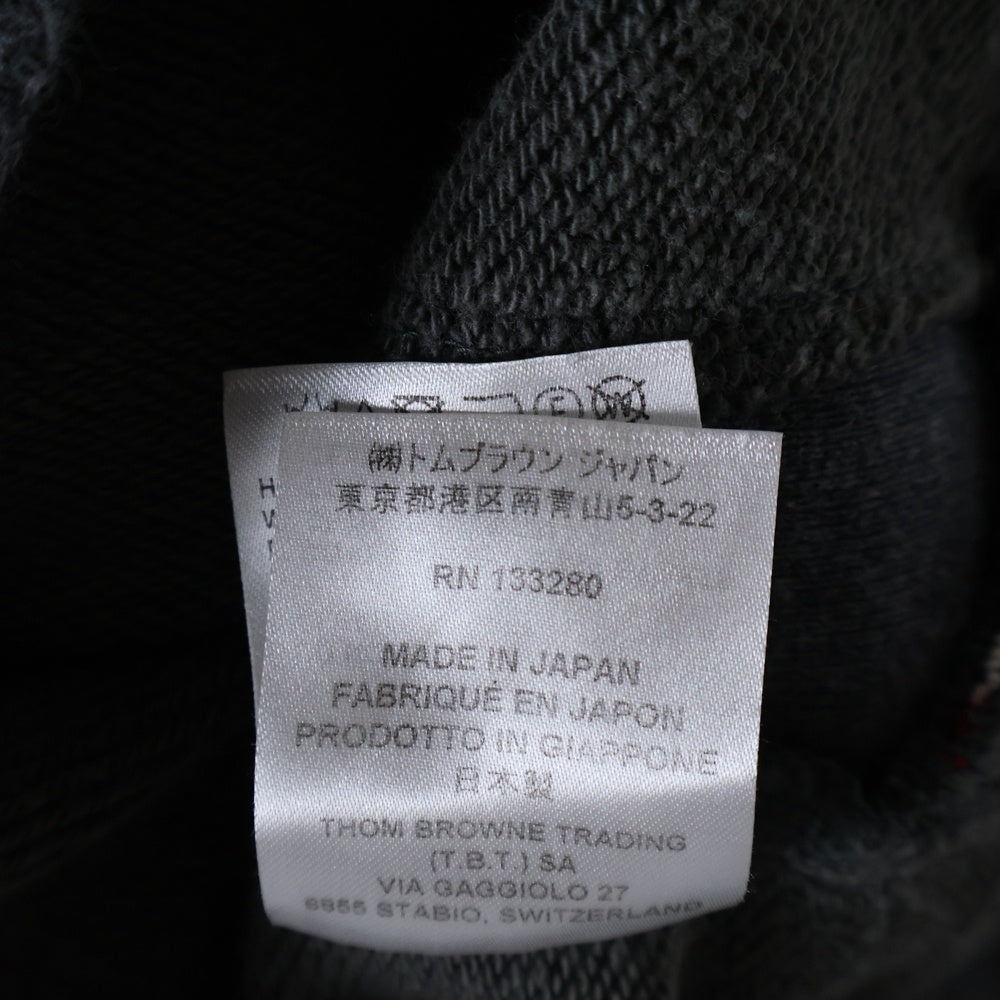 ㈱トムブラウン ジャパン
東京都港区南青山5-3-22
RN 133280
MADE IN JAPAN
FABRIQUÉ EN JAPON
PRODOTTO IN GIAPPONE
日本製
THOM BROWNE TRADING
(T.B.T.) SA
VIA GAGGIOLO 27
6855 STABIO, SWITZERLAND